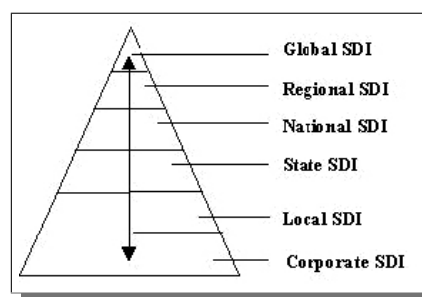 Global SDI
Regional SDI
National SDI
State SDI
Local SDI
Corporate SDI